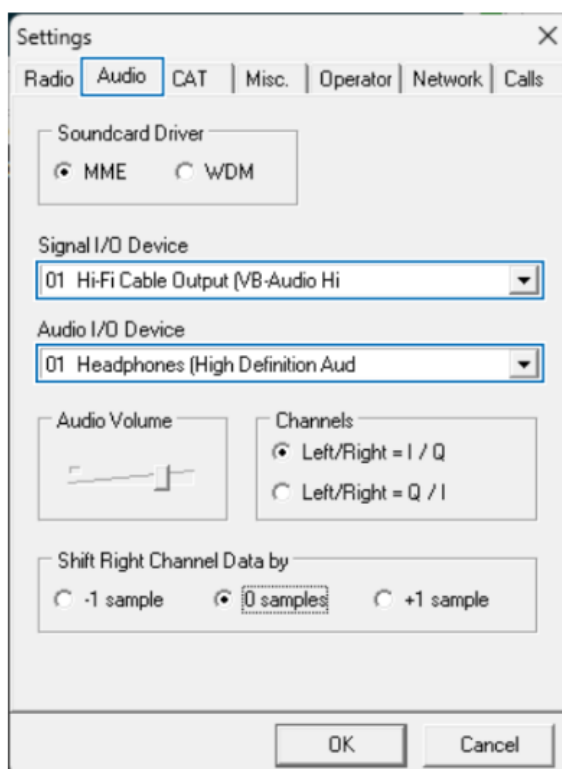 Settings
Radio Audio CAT Misc. Operator Network Calls
Soundcard Driver
MME WDM
Signal I/O Device
01 Hi-Fi Cable Output (VB-Audio Hi
Audio I/O Device
01 Headphones (High Definition Aud
Audio Volume Channels
Left/Right = I / Q
Left/Right = Q / I
Shift Right Channel Data by
-1 sample 0 samples +1 sample
OK Cancel